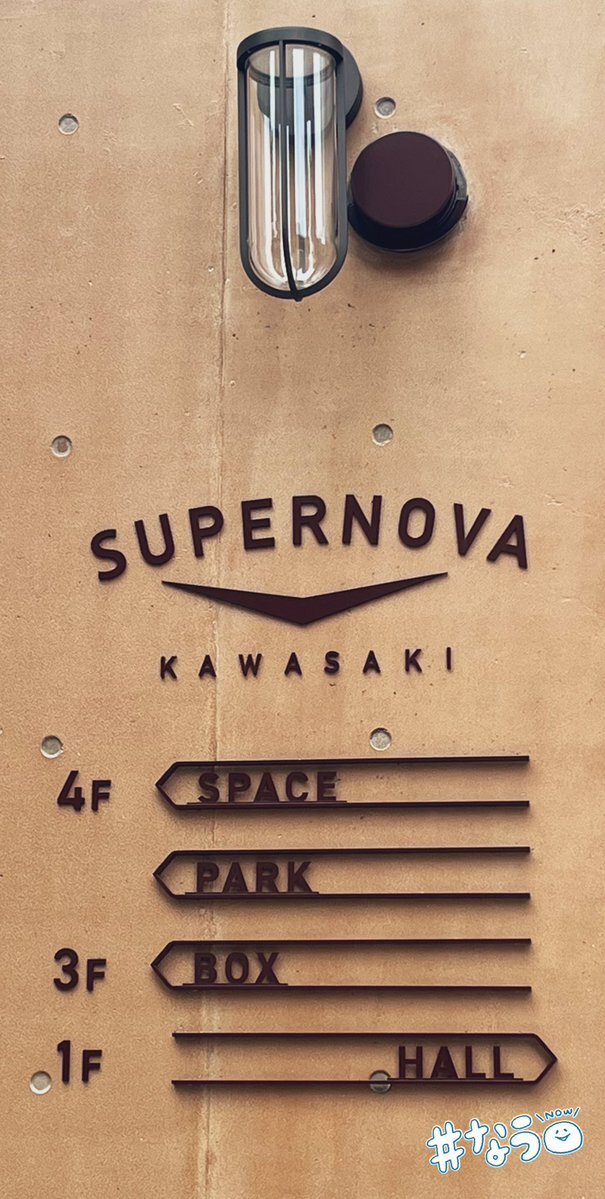 SUPERNOVA
KAWASAKI
4F SPACE
PARK
3F BOX
1F HALL
#なう NOW